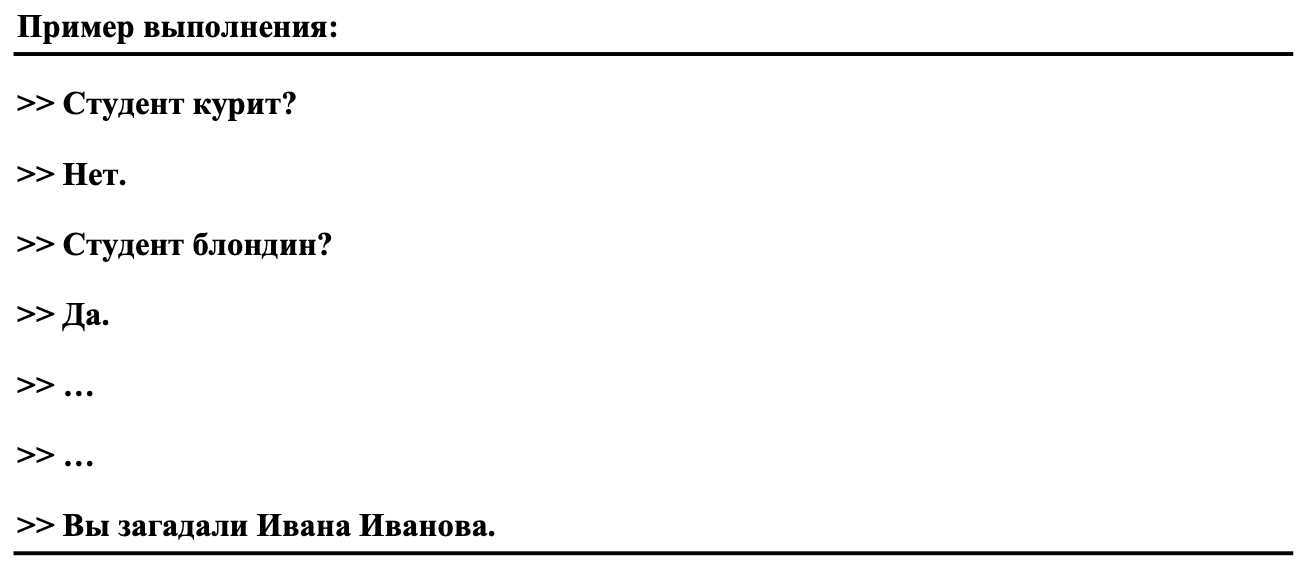 Пример выполнения:
>> Студент курит?
>> Нет.
>> Студент блондин?
>> Да.
>> …
>> …
>> Вы загадали Ивана Иванова.